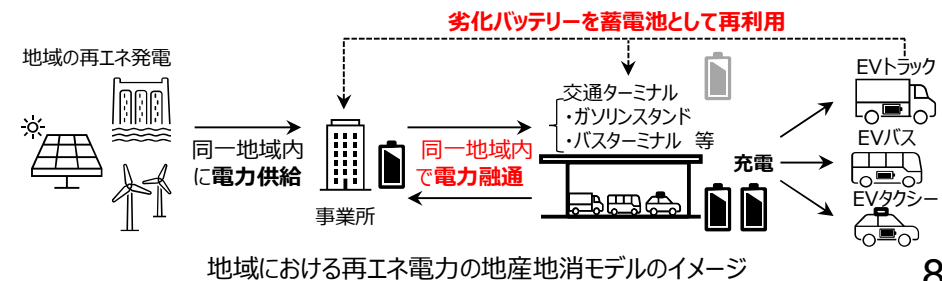 劣化バッテリーを蓄電池として再利用
地域の再エネ発電
同一地域内
に電力供給
事業所
同一地域内
で電力融通
交通ターミナル
・ガソリンスタンド
・バスターミナル 等
充電
EVトラック
EVバス
EVタクシー
地域における再エネ電力の地産地消モデルのイメージ
8